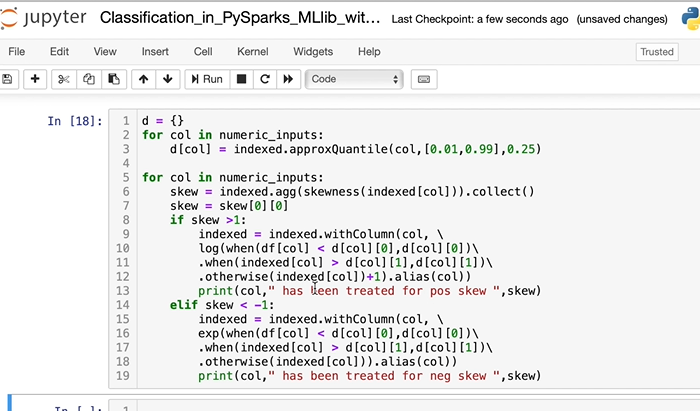 jupyter Classification_in_PySparks_MLlib_wit... Last Checkpoint: a few seconds ago (unsaved changes)
File Edit View Insert Cell Kernel Widgets Help Trusted
Run Code
In [18]:
1 d = {}
2 for col in numeric_inputs:
3     d[col] = indexed.approxQuantile(col,[0.01,0.99],0.25)
4
5 for col in numeric_inputs:
6     skew = indexed.agg(skewness(indexed[col])).collect()
7     skew = skew[0][0]
8     if skew >1:
9         indexed = indexed.withColumn(col, \
10         log(when(df[col] < d[col][0],d[col][0])\
11         .when(indexed[col] > d[col][1],d[col][1])\
12         .otherwise(indexed[col])+1).alias(col))
13         print(col," has been treated for pos skew ",skew)
14     elif skew < -1:
15         indexed = indexed.withColumn(col, \
16         exp(when(df[col] < d[col][0],d[col][0])\
17         .when(indexed[col] > d[col][1],d[col][1])\
18         .otherwise(indexed[col])).alias(col))
19         print(col," has been treated for neg skew ",skew)
In [ ]: 1